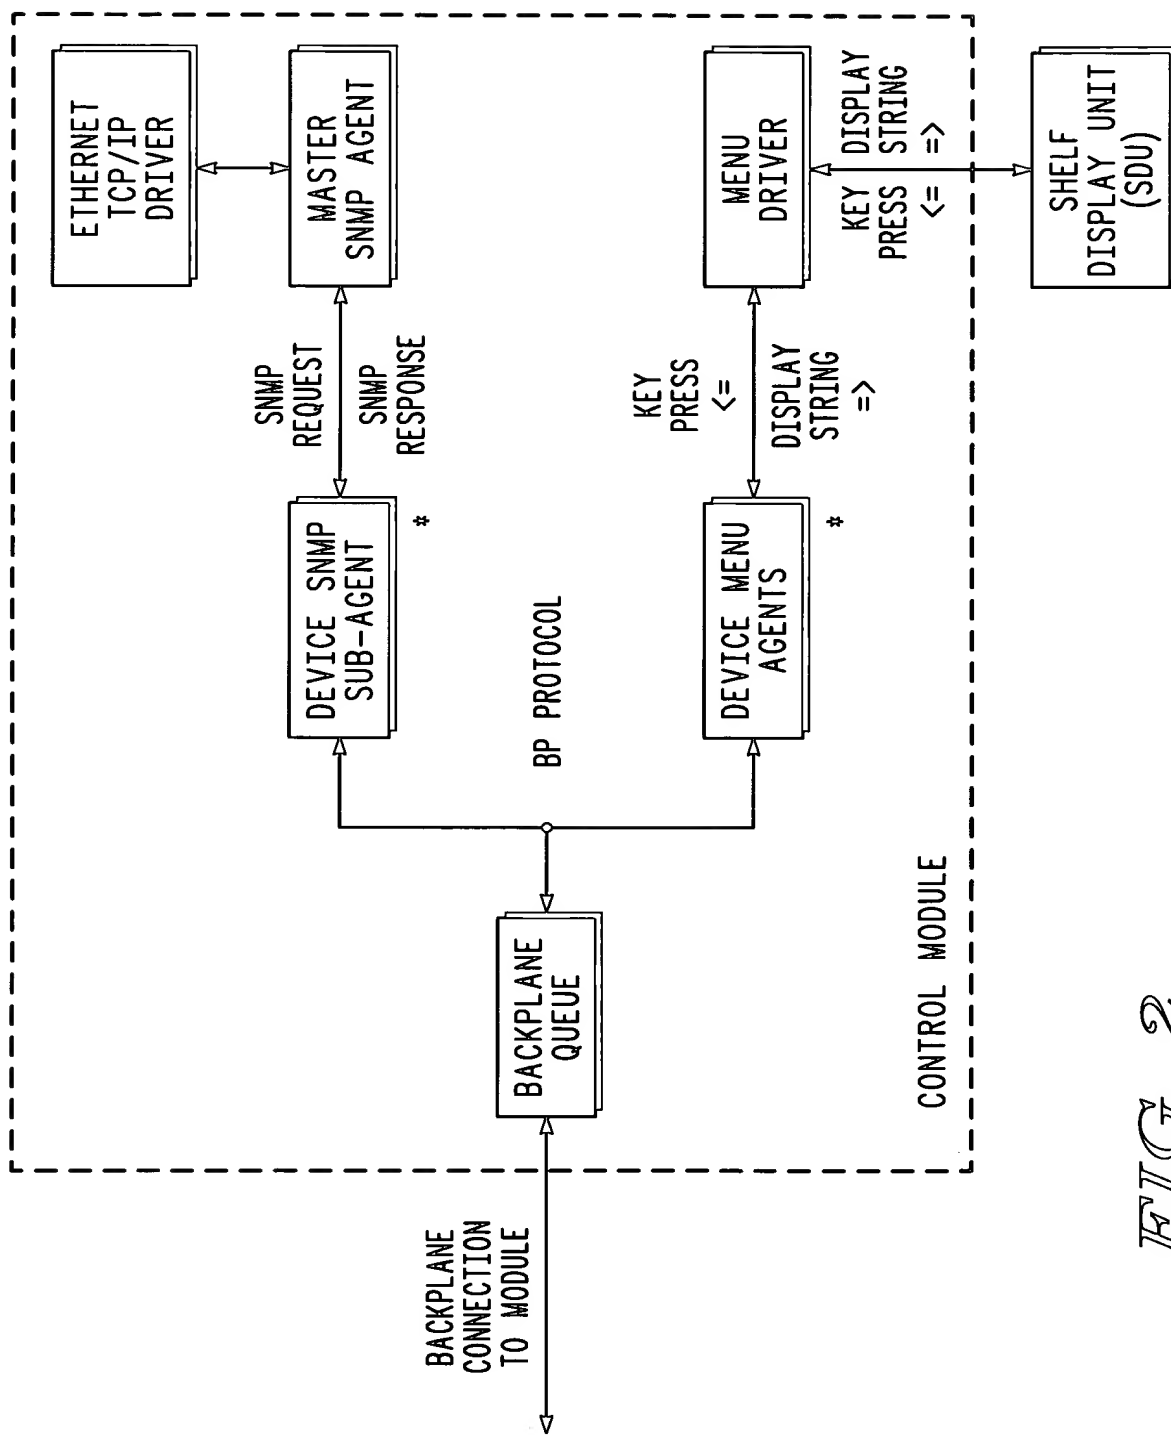 ETHERNET
TCP/IP
DRIVER
MASTER
SNMP AGENT
SNMP
REQUEST
SNMP
RESPONSE
DEVICE SNMP
SUB-AGENT
*
BP PROTOCOL
BACKPLANE
QUEUE
BACKPLANE
CONNECTION
TO MODULE
DEVICE MENU
AGENTS
*
KEY
PRESS
<=
DISPLAY
STRING
=>
MENU
DRIVER
KEY
PRESS
<=
DISPLAY
STRING
=>
SHELF
DISPLAY UNIT
(SDU)
CONTROL MODULE
FIG. 2